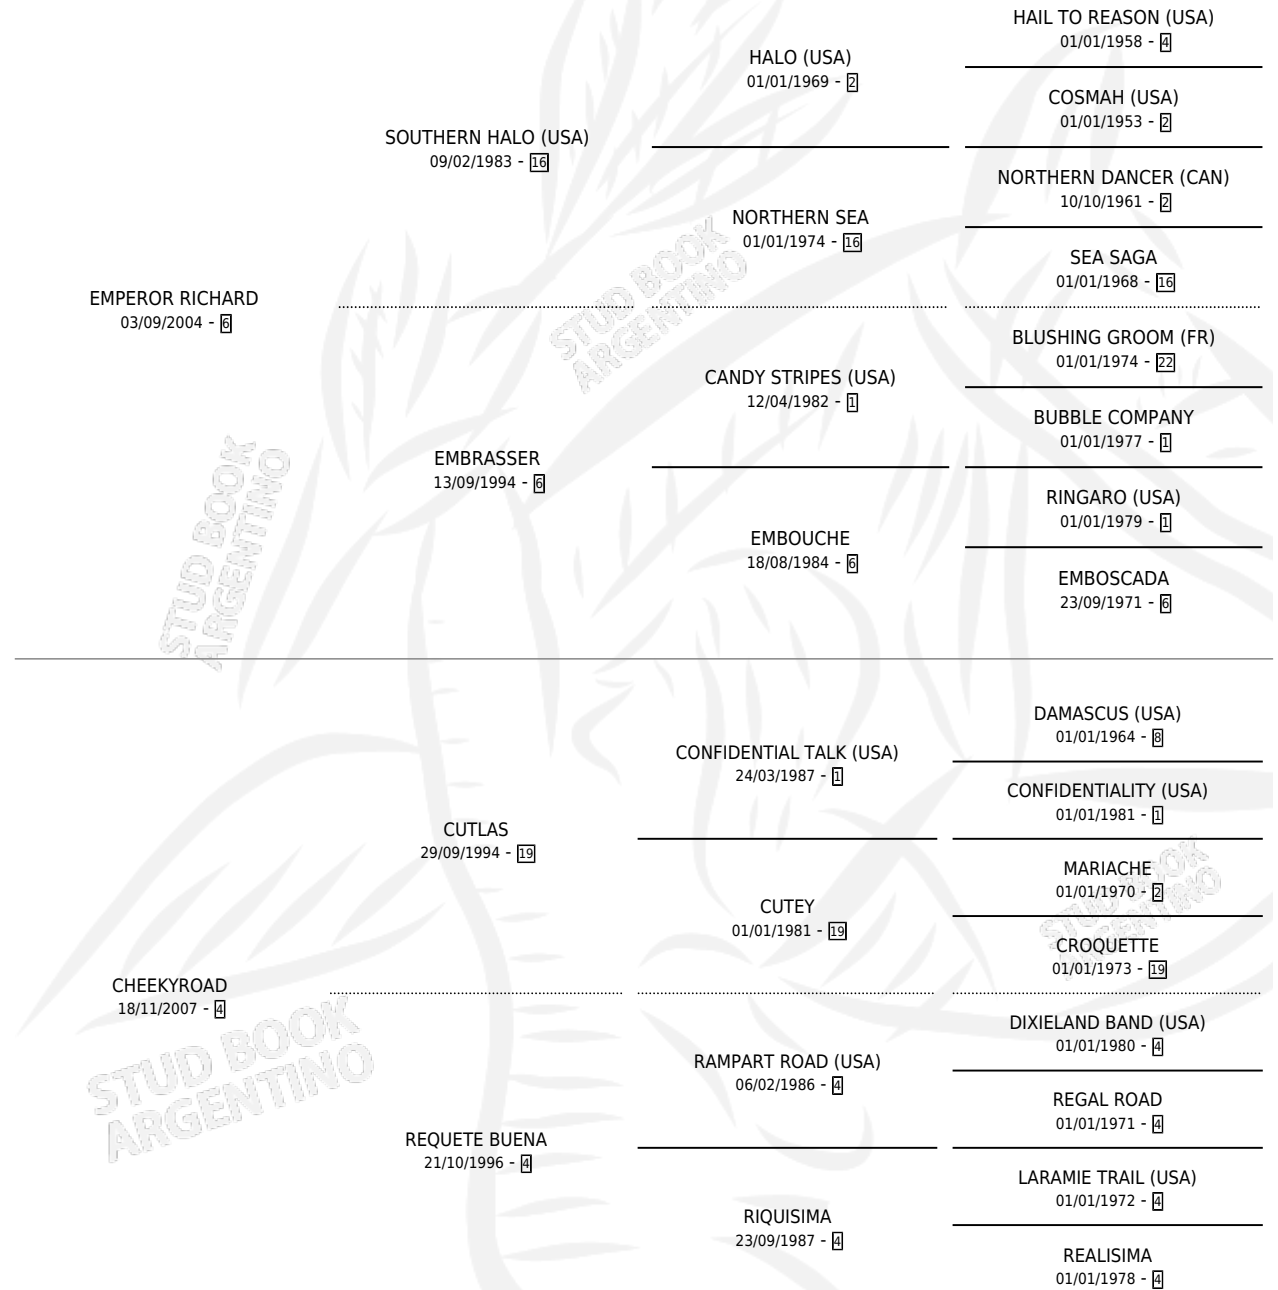 HAIL TO REASON (USA)
01/01/1958 - 4
HALO (USA)
01/01/1969 - 2
COSMAH (USA)
01/01/1953 - 2
SOUTHERN HALO (USA)
09/02/1983 - 16
NORTHERN DANCER (CAN)
10/10/1961 - 2
NORTHERN SEA
01/01/1974 - 16
SEA SAGA
01/01/1968 - 16
EMPEROR RICHARD
03/09/2004 - 6
STUD BOOK
ARGENTINO
BLUSHING GROOM (FR)
01/01/1974 - 22
CANDY STRIPES (USA)
12/04/1982 - 1
BUBBLE COMPANY
01/01/1977 - 1
EMBRASSER
13/09/1994 - 6
RINGARO (USA)
01/01/1979 - 1
EMBOUCHE
18/08/1984 - 6
EMBOSCADA
23/09/1971 - 6
STUD BOOK
ARGENTINO
DAMASCUS (USA)
01/01/1964 - 8
CONFIDENTIAL TALK (USA)
24/03/1987 - 1
CONFIDENTIALITY (USA)
01/01/1981 - 1
CUTLAS
29/09/1994 - 19
MARIACHE
01/01/1970 - 2
CUTEY
01/01/1981 - 19
STUD BOOK
ARGENTINO
CROQUETTE
01/01/1973 - 19
CHEEKYROAD
18/11/2007 - 4
STUD BOOK
ARGENTINO
DIXIELAND BAND (USA)
01/01/1980 - 4
RAMPART ROAD (USA)
06/02/1986 - 4
REGAL ROAD
01/01/1971 - 4
REQUETE BUENA
21/10/1996 - 4
LARAMIE TRAIL (USA)
01/01/1972 - 4
RIQUISIMA
23/09/1987 - 4
REALISIMA
01/01/1978 - 4